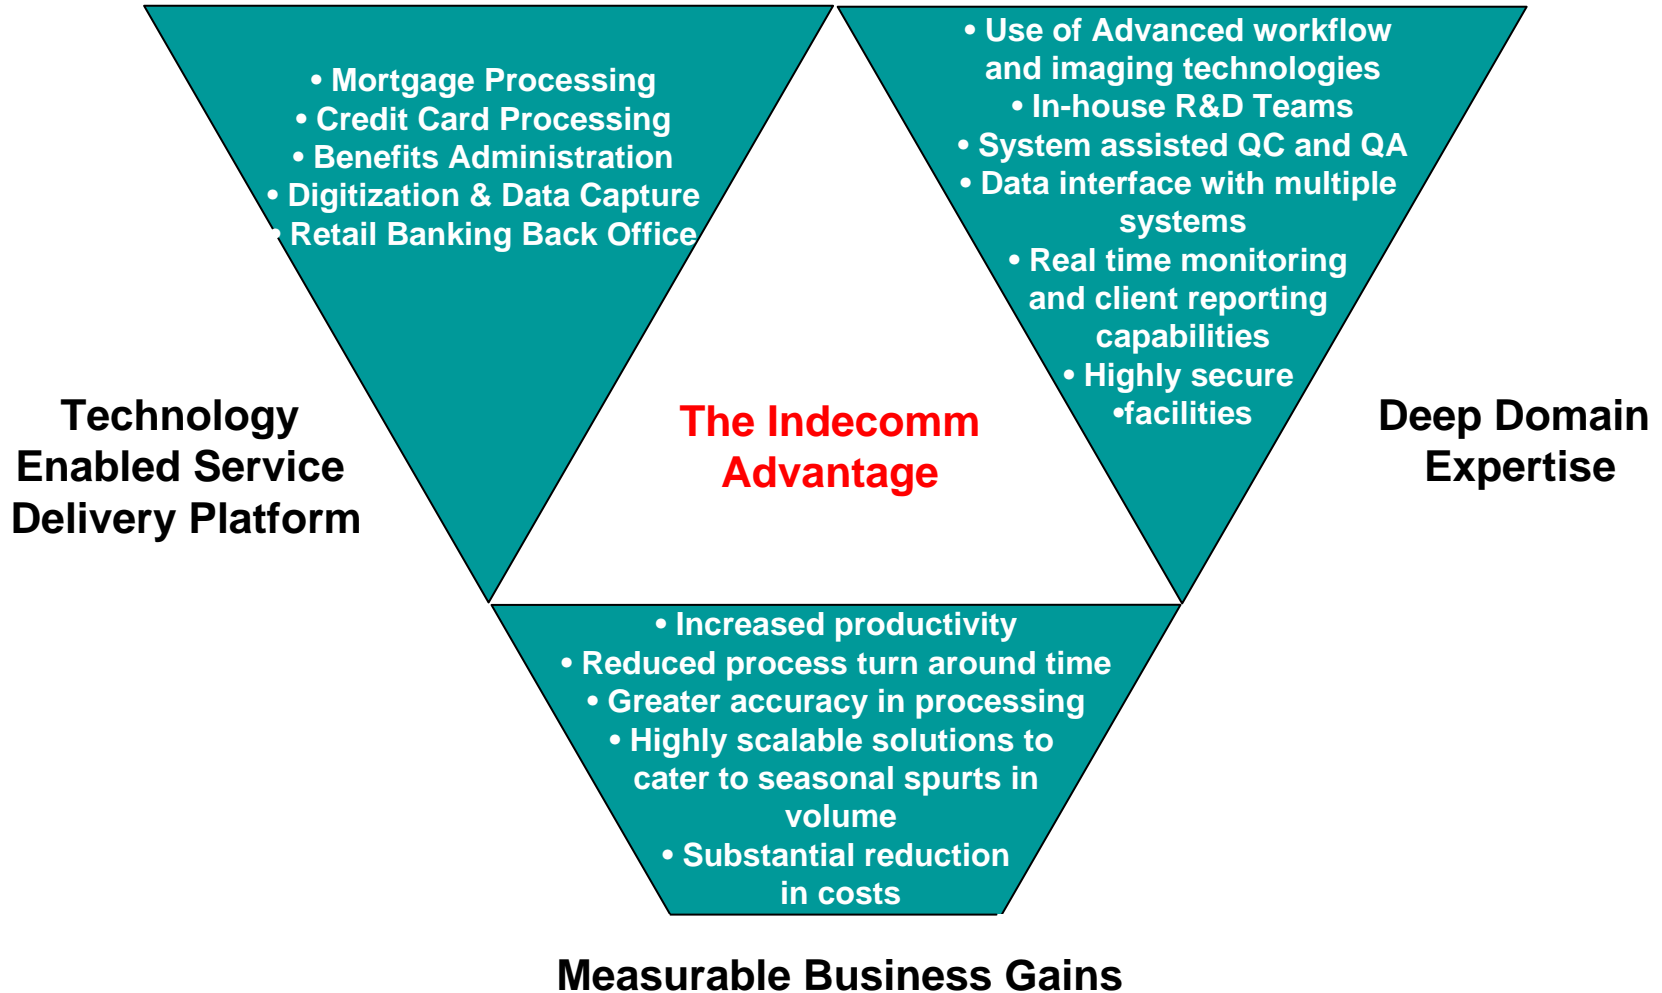 • Mortgage Processing
• Credit Card Processing
• Benefits Administration
• Digitization & Data Capture
• Retail Banking Back Office
• Use of Advanced workflow
and imaging technologies
• In-house R&D Teams
• System assisted QC and QA
• Data interface with multiple
systems
• Real time monitoring
and client reporting
capabilities
• Highly secure
•facilities
Technology
Enabled Service
Delivery Platform
The Indecomm
Advantage
Deep Domain
Expertise
• Increased productivity
• Reduced process turn around time
• Greater accuracy in processing
• Highly scalable solutions to
cater to seasonal spurts in
volume
• Substantial reduction
in costs
Measurable Business Gains